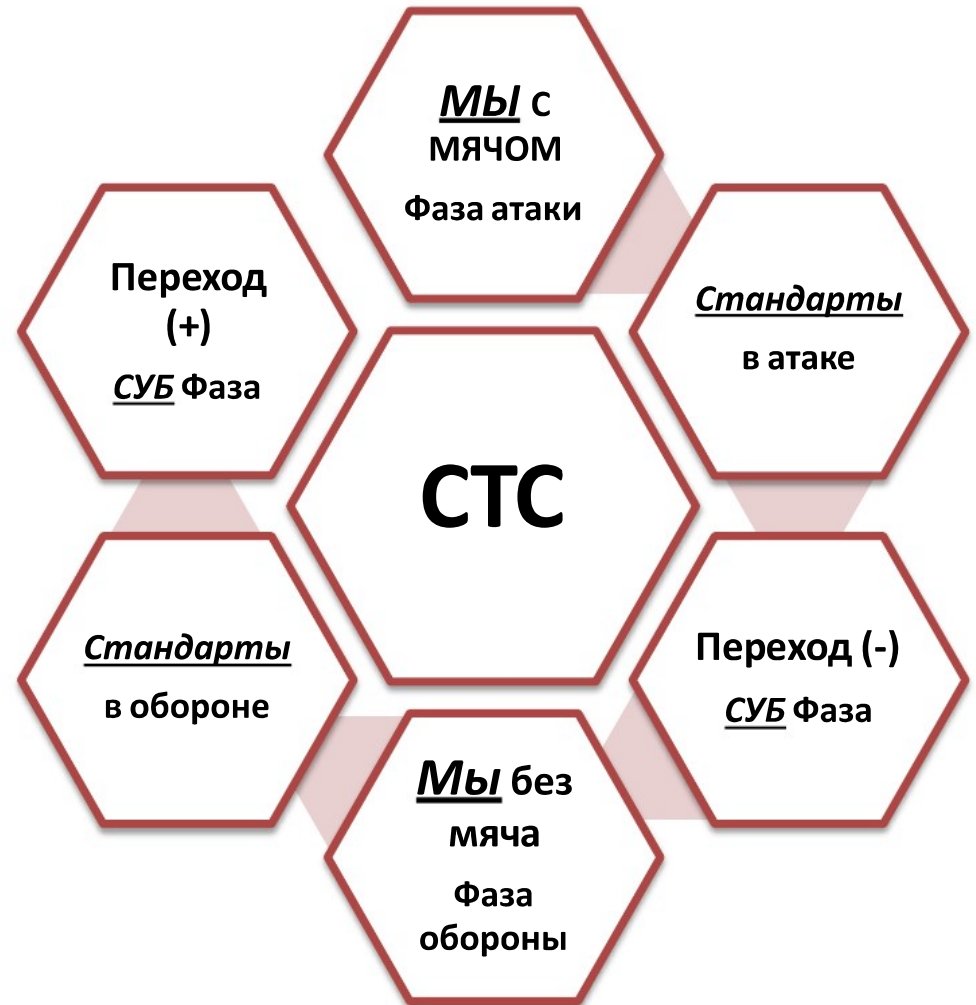 МЫ С
МЯЧОМ
Фаза атаки
Стандарты
в атаке
Переход (-)
СУБ Фаза
Мы без
мяча
Фаза
обороны
Стандарты
в обороне
Переход
(+)
СУБ Фаза
СТС